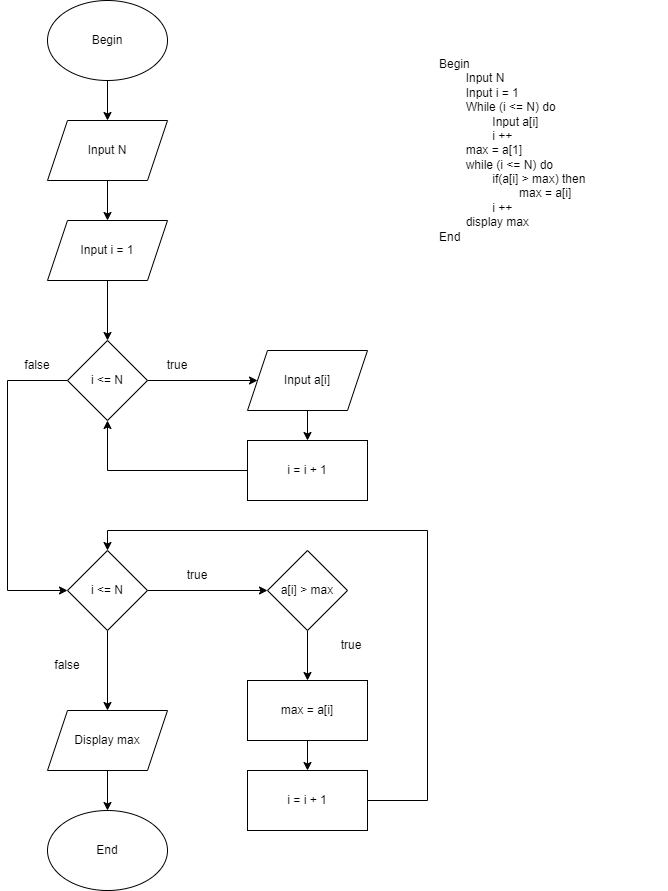 Begin
Input N
Input i = 1
false
i <= N
true
Input a[i]
i = i + 1
i <= N
true
a[i] > max
true
false
max = a[i]
Display max
i = i + 1
End
Begin
Input N
Input i = 1
While (i <= N) do
Input a[i]
i ++
max = a[1]
while (i <= N) do
if(a[i] > max) then
max = a[i]
i ++
display max
End